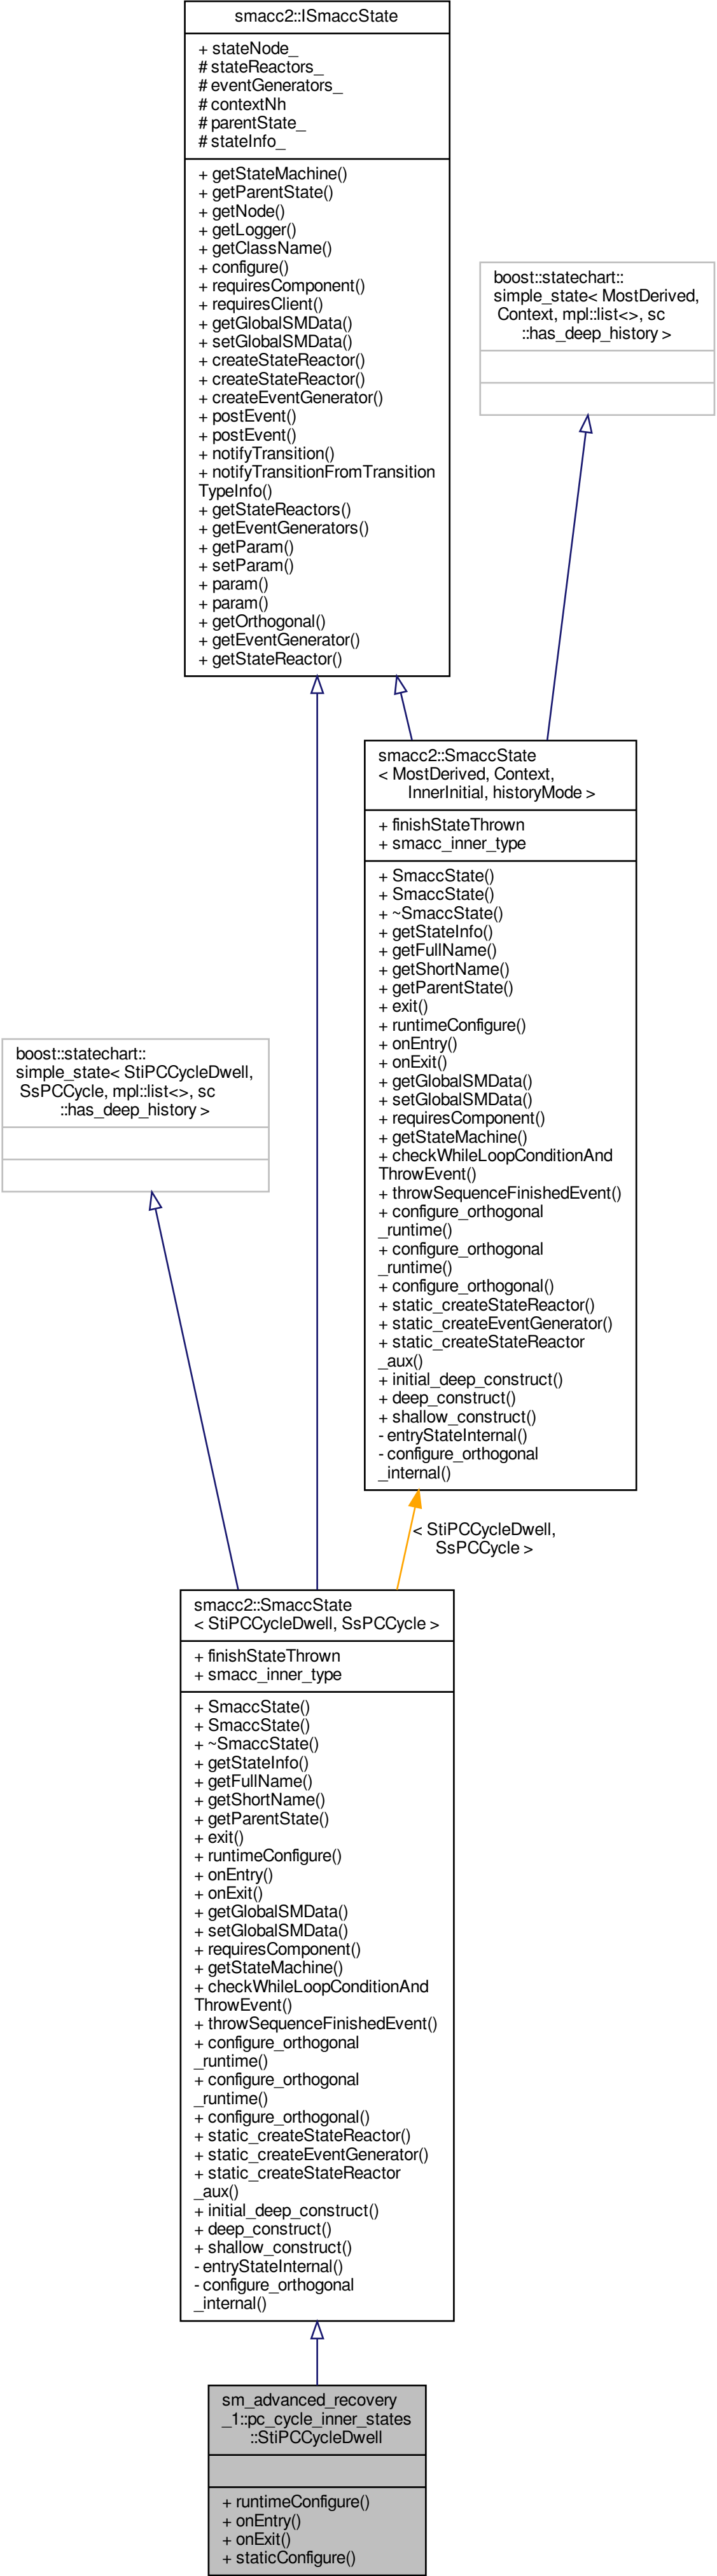 smacc2::ISmaccState
+ stateNode_
# stateReactors_
# eventGenerators_
# contextNh
# parentState_
# stateInfo_
+ getStateMachine()
+ getParentState()
+ getNode()
+ getLogger()
+ getClassName()
+ configure()
+ requiresComponent()
+ requiresClient()
+ getGlobalSMData()
+ setGlobalSMData()
+ createStateReactor()
+ createStateReactor()
+ createEventGenerator()
+ postEvent()
+ postEvent()
+ notifyTransition()
+ notifyTransitionFromTransition
TypeInfo()
+ getStateReactors()
+ getEventGenerators()
+ getParam()
+ setParam()
+ param()
+ param()
+ getOrthogonal()
+ getEventGenerator()
+ getStateReactor()
boost::statechart::
simple_state< MostDerived,
Context, mpl::list<>, sc
::has_deep_history >
smacc2::SmaccState
< MostDerived, Context,
InnerInitial, historyMode >
+ finishStateThrown
+ smacc_inner_type
+ SmaccState()
+ SmaccState()
+ ~SmaccState()
+ getStateInfo()
+ getFullName()
+ getShortName()
+ getParentState()
+ exit()
+ runtimeConfigure()
+ onEntry()
+ onExit()
+ getGlobalSMData()
+ setGlobalSMData()
+ requiresComponent()
+ getStateMachine()
+ checkWhileLoopConditionAnd
ThrowEvent()
+ throwSequenceFinishedEvent()
+ configure_orthogonal
_runtime()
+ configure_orthogonal
_runtime()
+ configure_orthogonal()
+ static_createStateReactor()
+ static_createEventGenerator()
+ static_createStateReactor
_aux()
+ initial_deep_construct()
+ deep_construct()
+ shallow_construct()
- entryStateInternal()
- configure_orthogonal
_internal()
boost::statechart::
simple_state< StiPCCycleDwell,
SsPCCycle, mpl::list<>, sc
::has_deep_history >
< StiPCCycleDwell,
SsPCCycle >
smacc2::SmaccState
< StiPCCycleDwell, SsPCCycle >
+ finishStateThrown
+ smacc_inner_type
+ SmaccState()
+ SmaccState()
+ ~SmaccState()
+ getStateInfo()
+ getFullName()
+ getShortName()
+ getParentState()
+ exit()
+ runtimeConfigure()
+ onEntry()
+ onExit()
+ getGlobalSMData()
+ setGlobalSMData()
+ requiresComponent()
+ getStateMachine()
+ checkWhileLoopConditionAnd
ThrowEvent()
+ throwSequenceFinishedEvent()
+ configure_orthogonal
_runtime()
+ configure_orthogonal
_runtime()
+ configure_orthogonal()
+ static_createStateReactor()
+ static_createEventGenerator()
+ static_createStateReactor
_aux()
+ initial_deep_construct()
+ deep_construct()
+ shallow_construct()
- entryStateInternal()
- configure_orthogonal
_internal()
sm_advanced_recovery
_1::pc_cycle_inner_states
::StiPCCycleDwell
+ runtimeConfigure()
+ onEntry()
+ onExit()
+ staticConfigure()